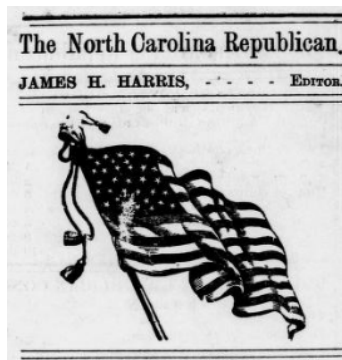 The North Carolina Republican.
JAMES H. HARRIS, - - - - EDITOR.